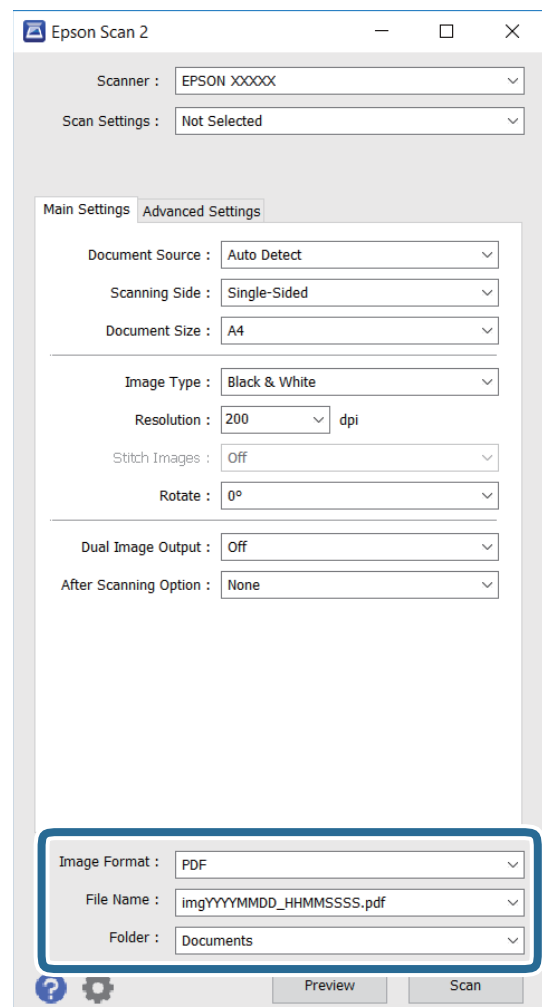 Epson Scan 2
Scanner : EPSON XXXXX
Scan Settings : Not Selected
Main Settings Advanced Settings
Document Source : Auto Detect
Scanning Side : Single-Sided
Document Size : A4
Image Type : Black & White
Resolution : 200 dpi
Stitch Images : Off
Rotate : 0º
Dual Image Output : Off
After Scanning Option : None
Image Format : PDF
File Name : imgYYYYMMDD_HHMMSSSS.pdf
Folder : Documents
? Preview Scan